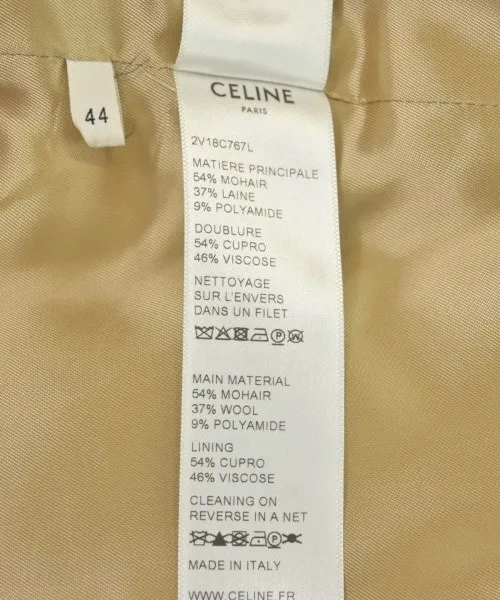 CELINE
PARIS
44
2V18C767L
MATIERE PRINCIPALE
54% MOHAIR
37% LAINE
9% POLYAMIDE
DOUBLURE
54% CUPRO
46% VISCOSE
NETTOYAGE
SUR L'ENVERS
DANS UN FILET
MAIN MATERIAL
54% MOHAIR
37% WOOL
9% POLYAMIDE
LINING
54% CUPRO
46% VISCOSE
CLEANING ON
REVERSE IN A NET
MADE IN ITALY
WWW.CELINE.FR